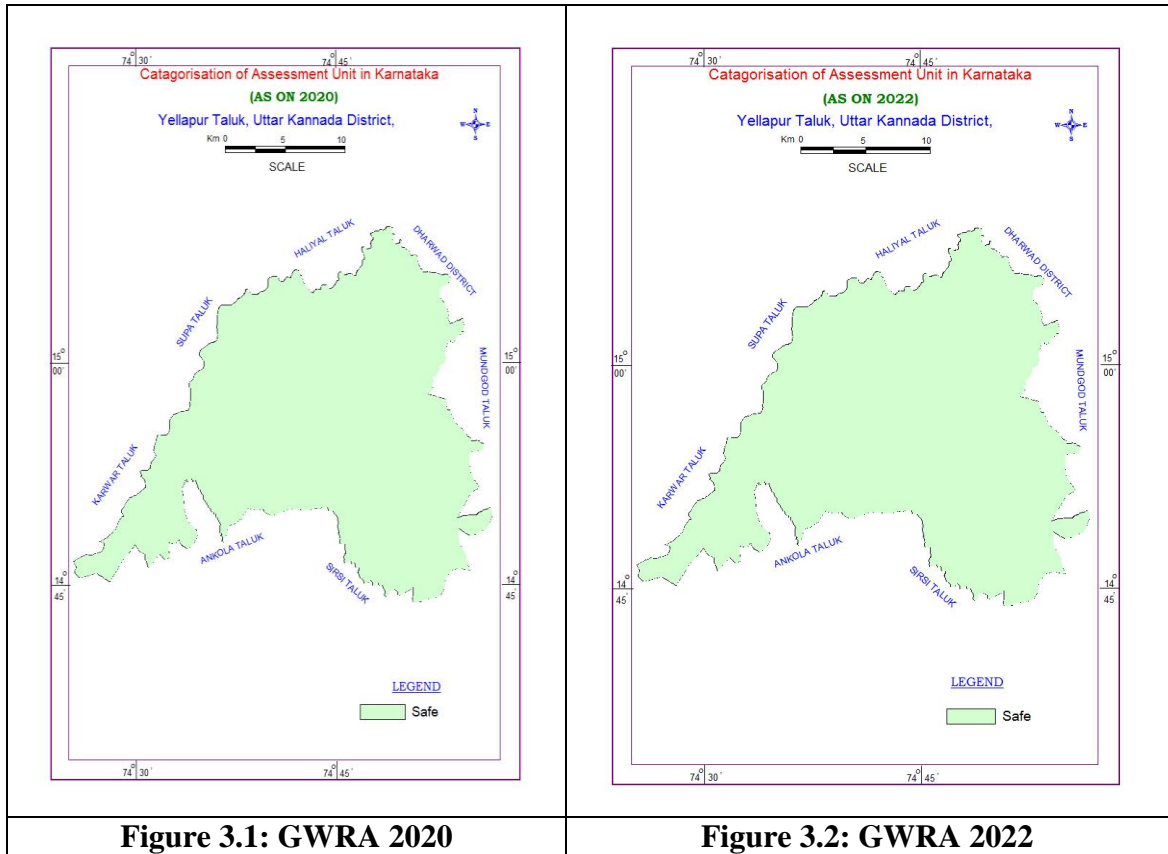 74° 30'
74° 45'
Catagorisation of Assessment Unit in Karnataka
(AS ON 2020)
Yellapur Taluk, Uttar Kannada District,
N
W
E
S
Km 0
5
10
SCALE
HALIYAL TALUK
DHARWAD DISTRICT
SUPA TALUK
15°
00'
15°
00'
MUNDGOD TALUK
KARWAR TALUK
ANKOLA TALUK
SIRSI TALUK
14°
45'
14°
45'
LEGEND
Safe
74° 30'
74° 45'
Figure 3.1: GWRA 2020
74° 30'
74° 45'
Catagorisation of Assessment Unit in Karnataka
(AS ON 2022)
Yellapur Taluk, Uttar Kannada District,
N
W
E
S
Km 0
5
10
SCALE
HALIYAL TALUK
DHARWAD DISTRICT
SUPA TALUK
15°
00'
15°
00'
MUNDGOD TALUK
KARWAR TALUK
ANKOLA TALUK
SIRSI TALUK
14°
45'
14°
45'
LEGEND
Safe
74° 30'
74° 45'
Figure 3.2: GWRA 2022